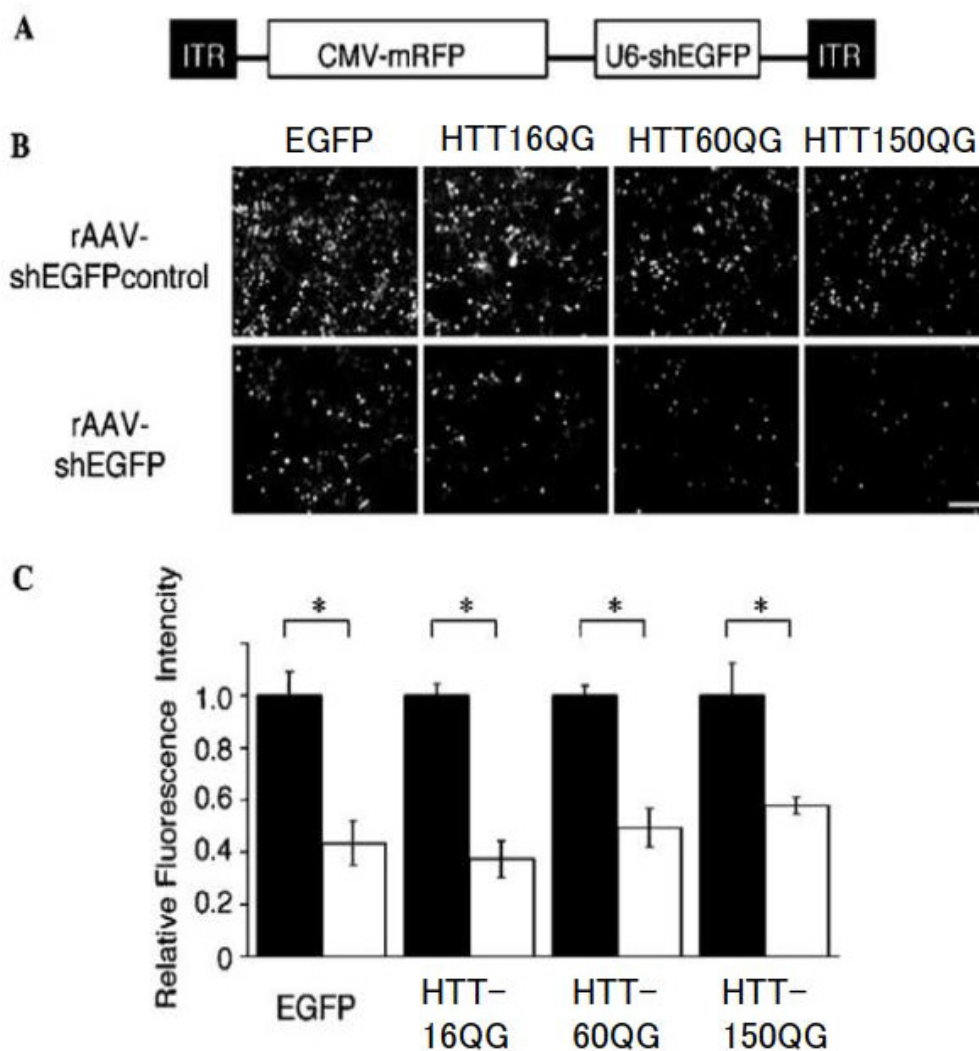 A
ITR CMV-mRFP U6-shEGFP ITR
B
EGFP HTT16QG HTT60QG HTT150QG
rAAV-
shEGFPcontrol
rAAV-
shEGFP
C
Relative Fluorescence Intencity
* * * *
1.0
0.8
0.6
0.4
0.2
0
EGFP
HTT-
16QG
HTT-
60QG
HTT-
150QG